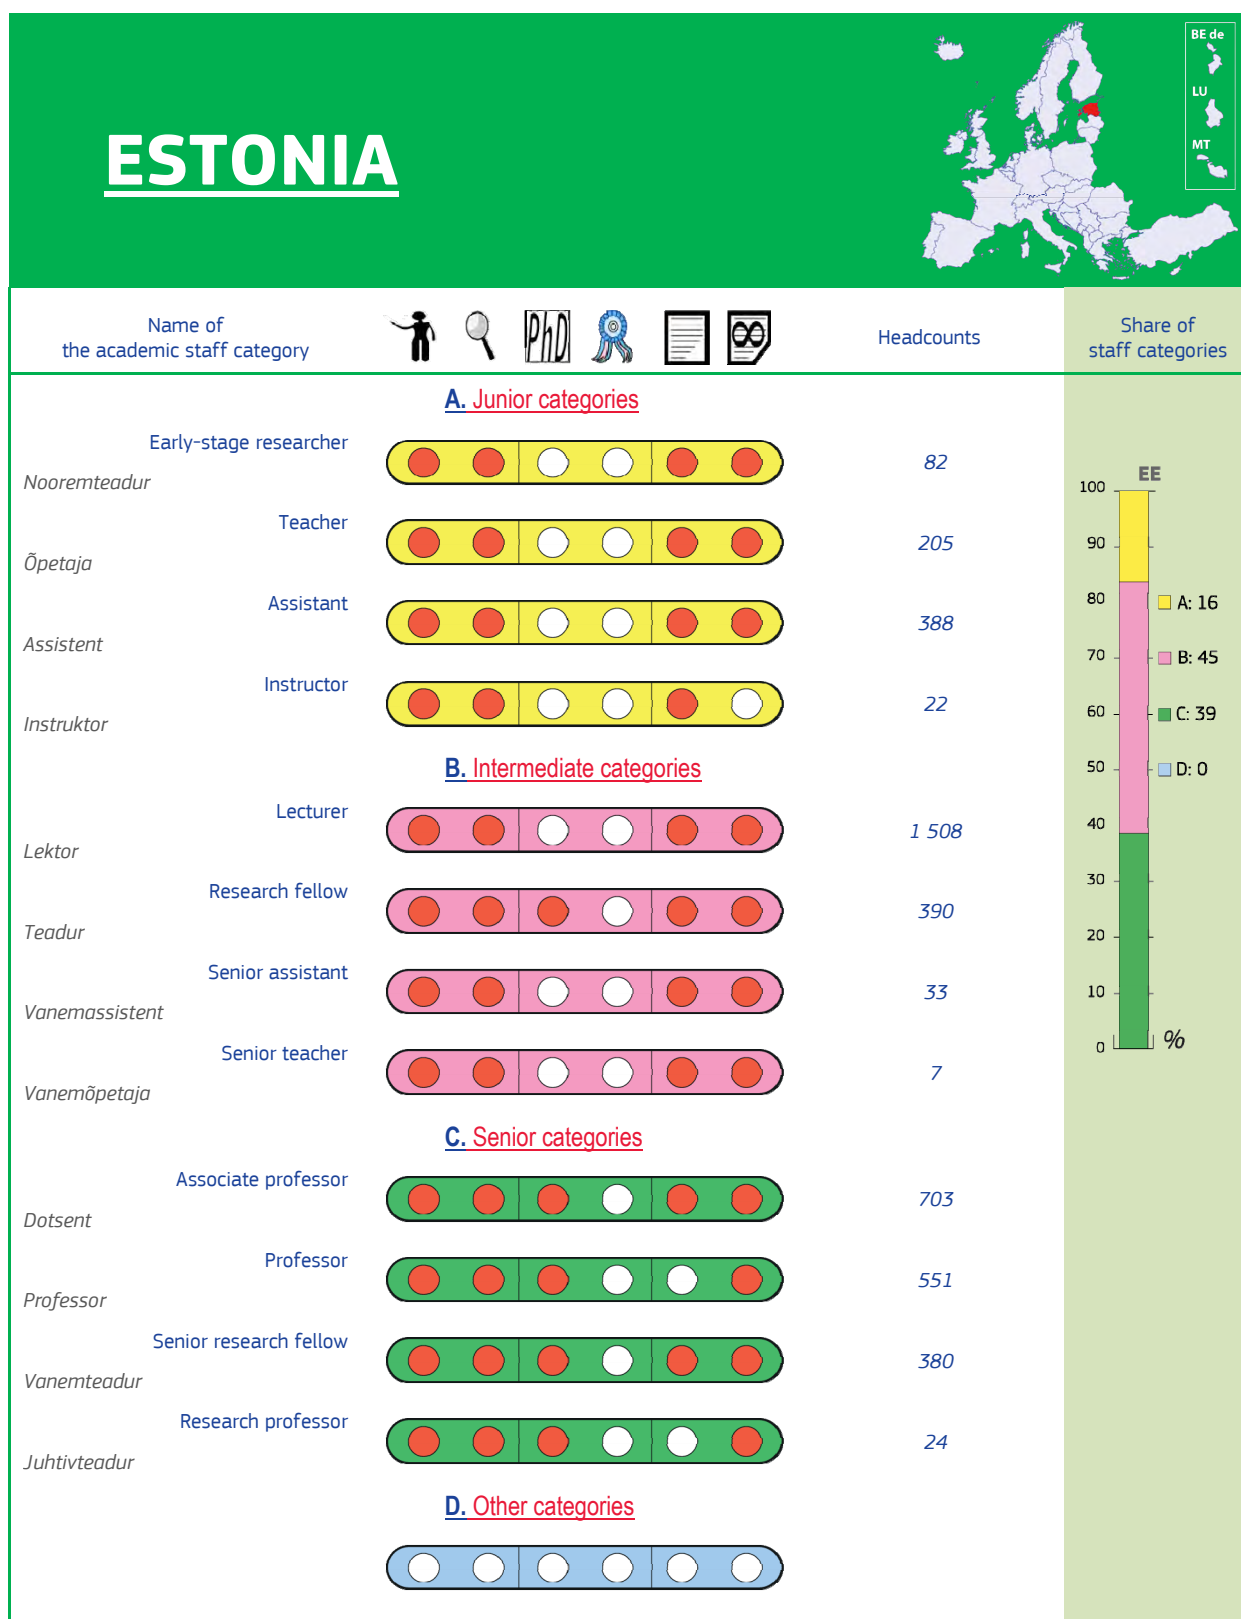 BE de
LU
MT
ESTONIA
Name of
the academic staff category
PhD
Headcounts
Share of
staff categories
A. Junior categories
Early-stage researcher
Nooremteadur
82
Teacher
Õpetaja
205
Assistant
Assistent
388
Instructor
Instruktor
22
B. Intermediate categories
Lecturer
Lektor
1 508
Research fellow
Teadur
390
Senior assistant
Vanemassistent
33
Senior teacher
Vanemõpetaja
7
C. Senior categories
Associate professor
Dotsent
703
Professor
Professor
551
Senior research fellow
Vanemteadur
380
Research professor
Juhtivteadur
24
D. Other categories
EE
100
90
80
70
60
50
40
30
20
10
0
%
A: 16
B: 45
C: 39
D: 0